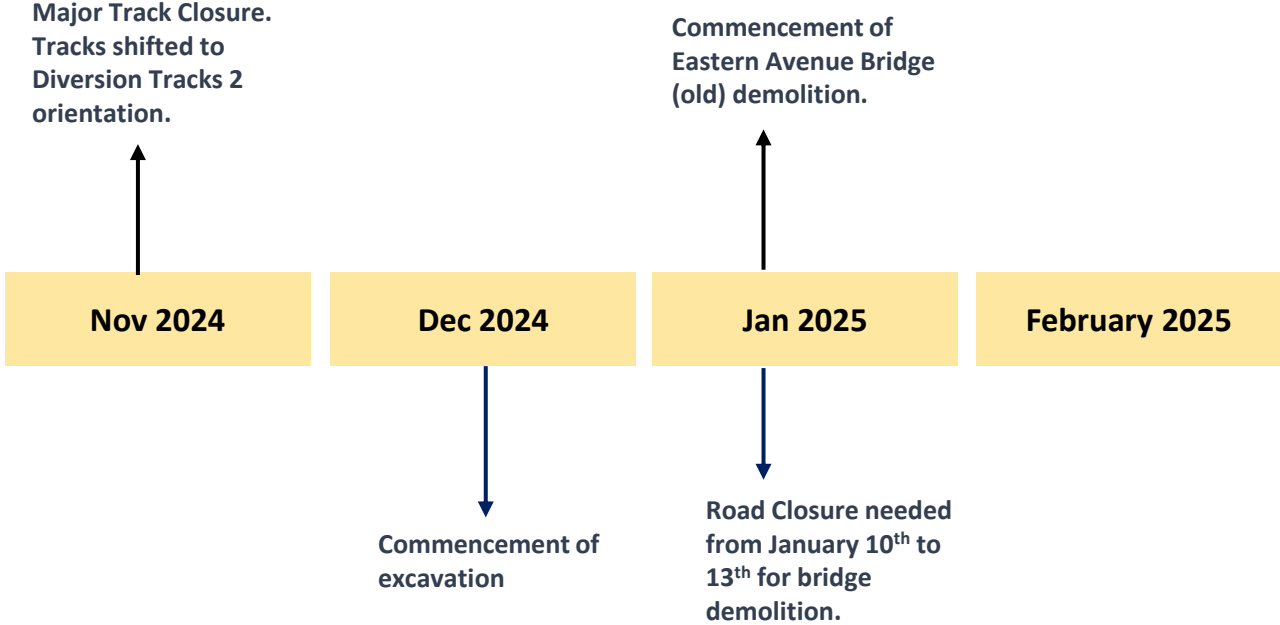 Major Track Closure.
Tracks shifted to
Diversion Tracks 2
orientation.
Commencement of
Eastern Avenue Bridge
(old) demolition.
Nov 2024
Dec 2024
Jan 2025
February 2025
Commencement of
excavation
Road Closure needed
from January 10th to
13th for bridge
demolition.